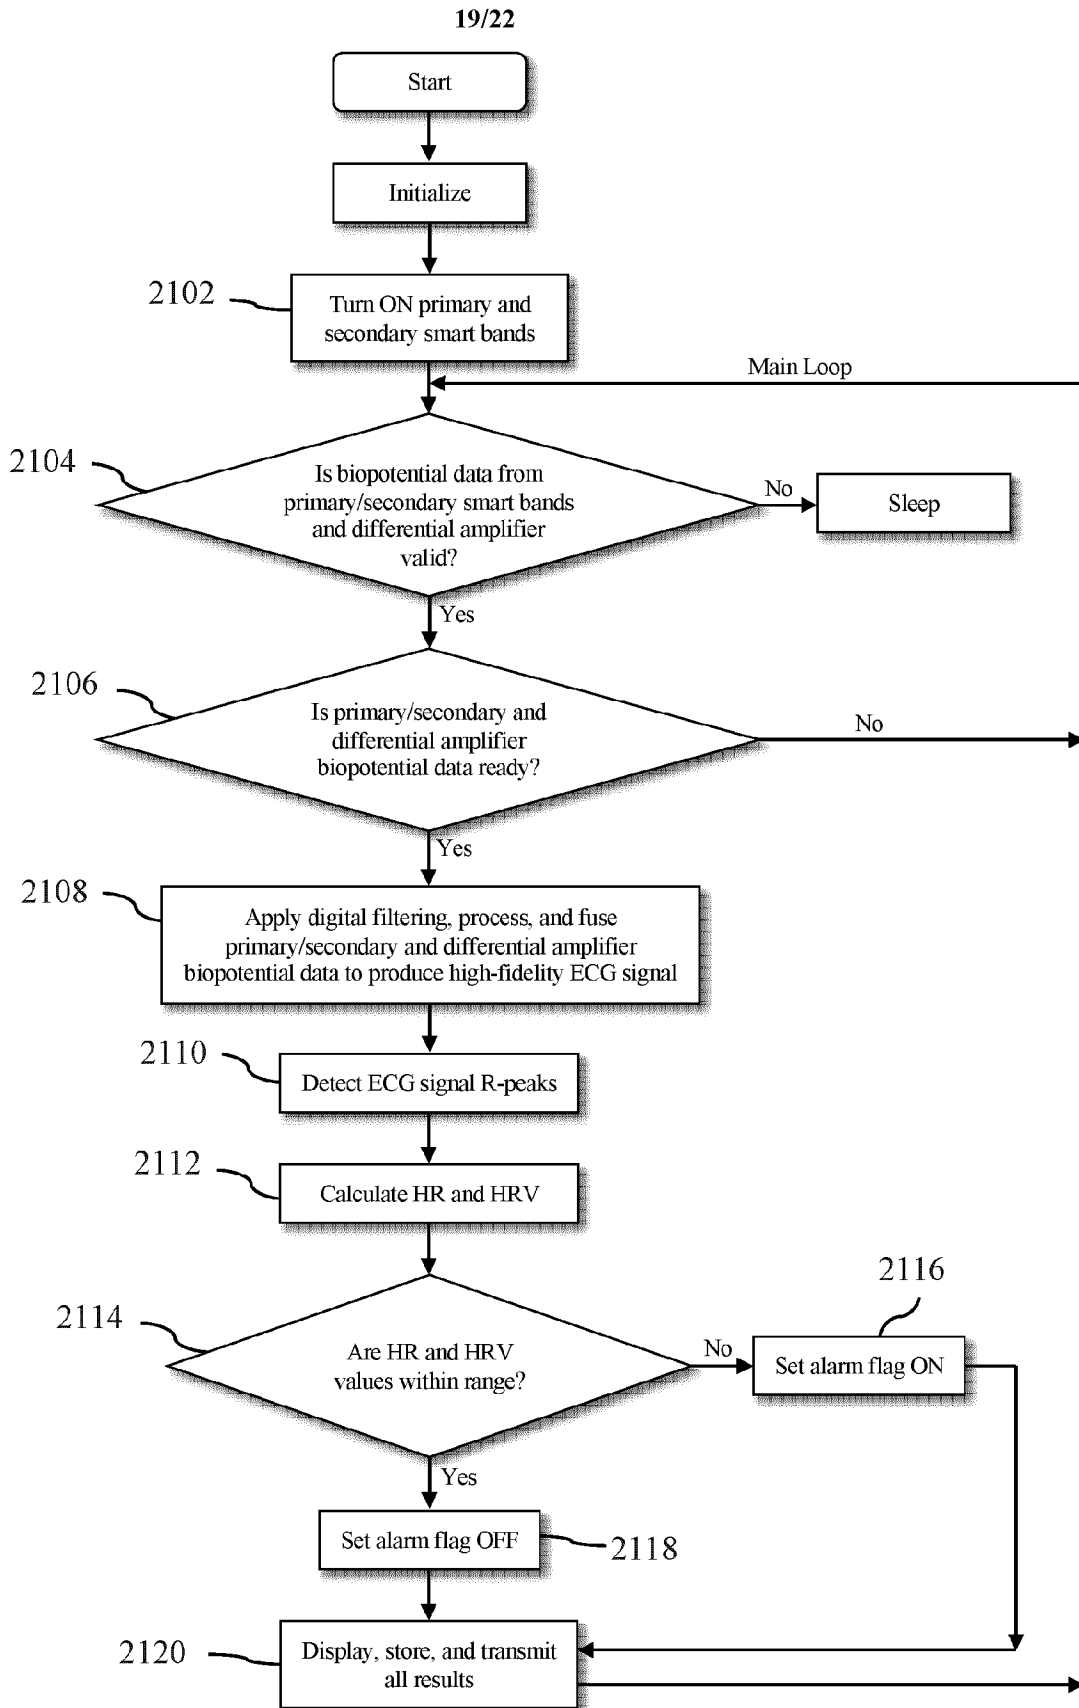 19/22
Start
Initialize
2102
Turn ON primary and
secondary smart bands
Main Loop
2104
Is biopotential data from
primary/secondary smart bands
and differential amplifier
valid?
No
Sleep
Yes
2106
Is primary/secondary and
differential amplifier
biopotential data ready?
No
Yes
2108
Apply digital filtering, process, and fuse
primary/secondary and differential amplifier
biopotential data to produce high-fidelity ECG signal
2110
Detect ECG signal R-peaks
2112
Calculate HR and HRV
2114
Are HR and HRV
values within range?
No
2116
Set alarm flag ON
Yes
Set alarm flag OFF
2118
2120
Display, store, and transmit
all results